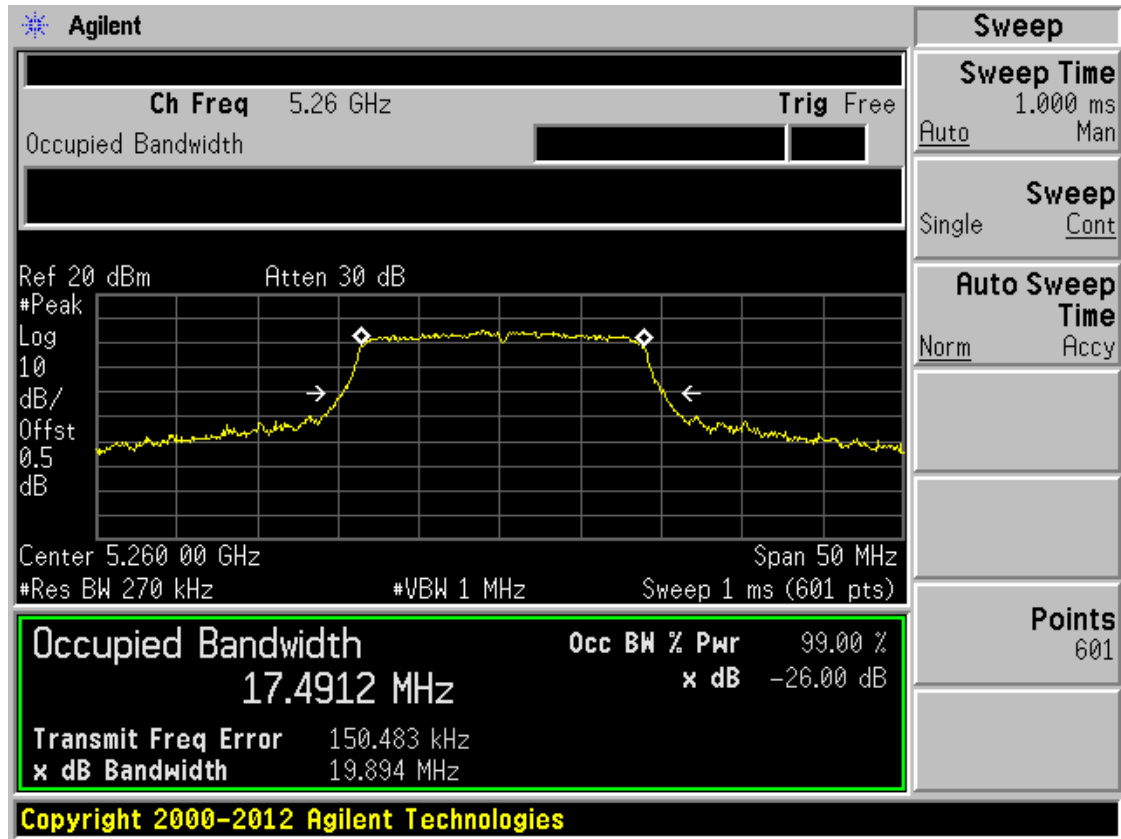 Agilent
Ch Freq 5.26 GHz Trig Free
Occupied Bandwidth
Ref 20 dBm Atten 30 dB
#Peak
Log
10
dB/
Offst
0.5
dB
Center 5.260 00 GHz Span 50 MHz
#Res BW 270 kHz #VBW 1 MHz Sweep 1 ms (601 pts)
Occupied Bandwidth
17.4912 MHz
Occ BW % Pwr 99.00 %
x dB -26.00 dB
Transmit Freq Error 150.483 kHz
x dB Bandwidth 19.894 MHz
Copyright 2000-2012 Agilent Technologies
Sweep
Sweep Time
1.000 ms
Auto Man
Sweep
Single Cont
Auto Sweep
Time
Norm Accy
Points
601